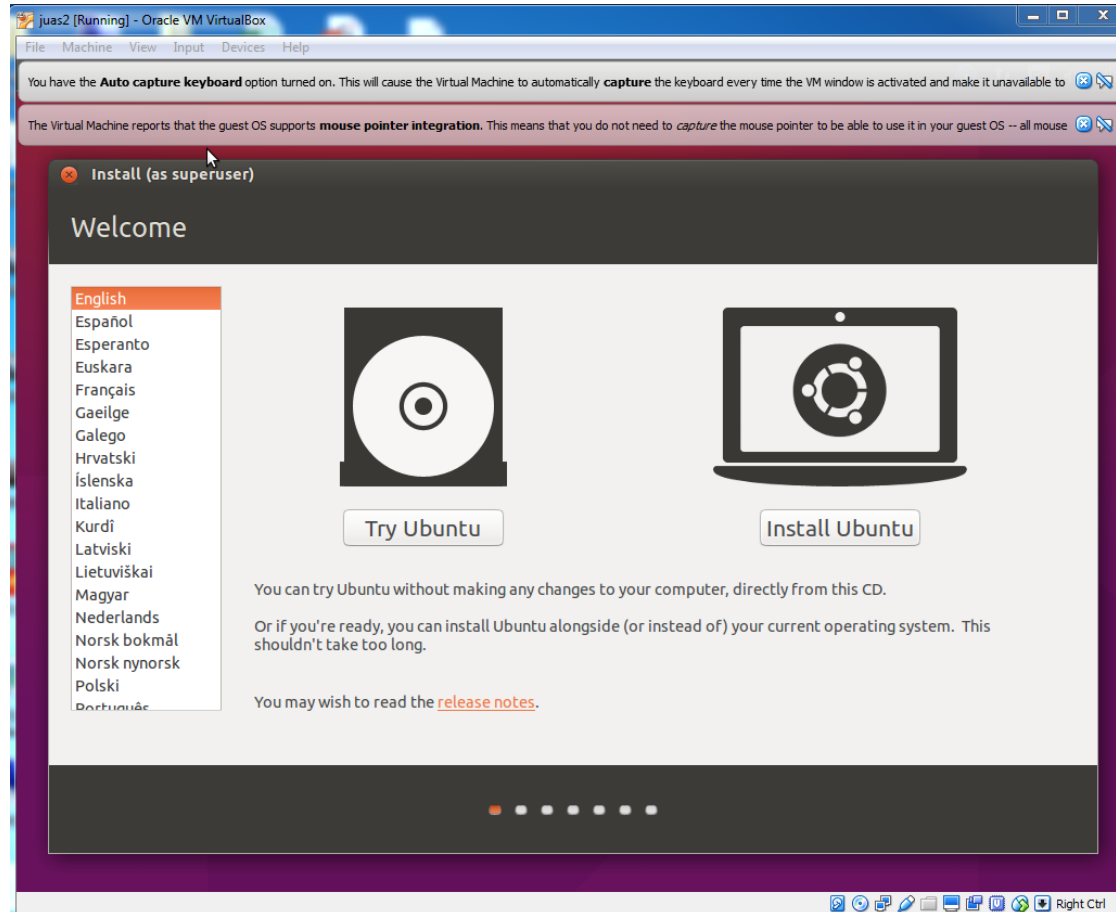 juas2 [Running] - Oracle VM VirtualBox
File Machine View Input Devices Help
You have the Auto capture keyboard option turned on. This will cause the Virtual Machine to automatically capture the keyboard every time the VM window is activated and make it unavailable to
The Virtual Machine reports that the guest OS supports mouse pointer integration. This means that you do not need to capture the mouse pointer to be able to use it in your guest OS -- all mouse
Install (as superuser)
Welcome
English
Español
Esperanto
Euskara
Français
Gaeilge
Galego
Hrvatski
Íslenska
Italiano
Kurdî
Latviski
Lietuviškai
Magyar
Nederlands
Norsk bokmål
Norsk nynorsk
Polski
Português
Try Ubuntu
Install Ubuntu
You can try Ubuntu without making any changes to your computer, directly from this CD.
Or if you're ready, you can install Ubuntu alongside (or instead of) your current operating system. This
shouldn't take too long.
You may wish to read the release notes.
Right Ctrl